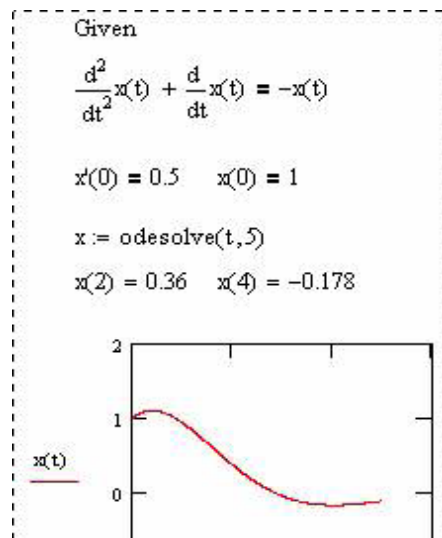 Given
d²/dt² x(t) + d/dt x(t) = -x(t)
x'(0) = 0.5 x(0) = 1
x := odesolve(t,5)
x(2) = 0.36 x(4) = -0.178
2
1
x(t)
0